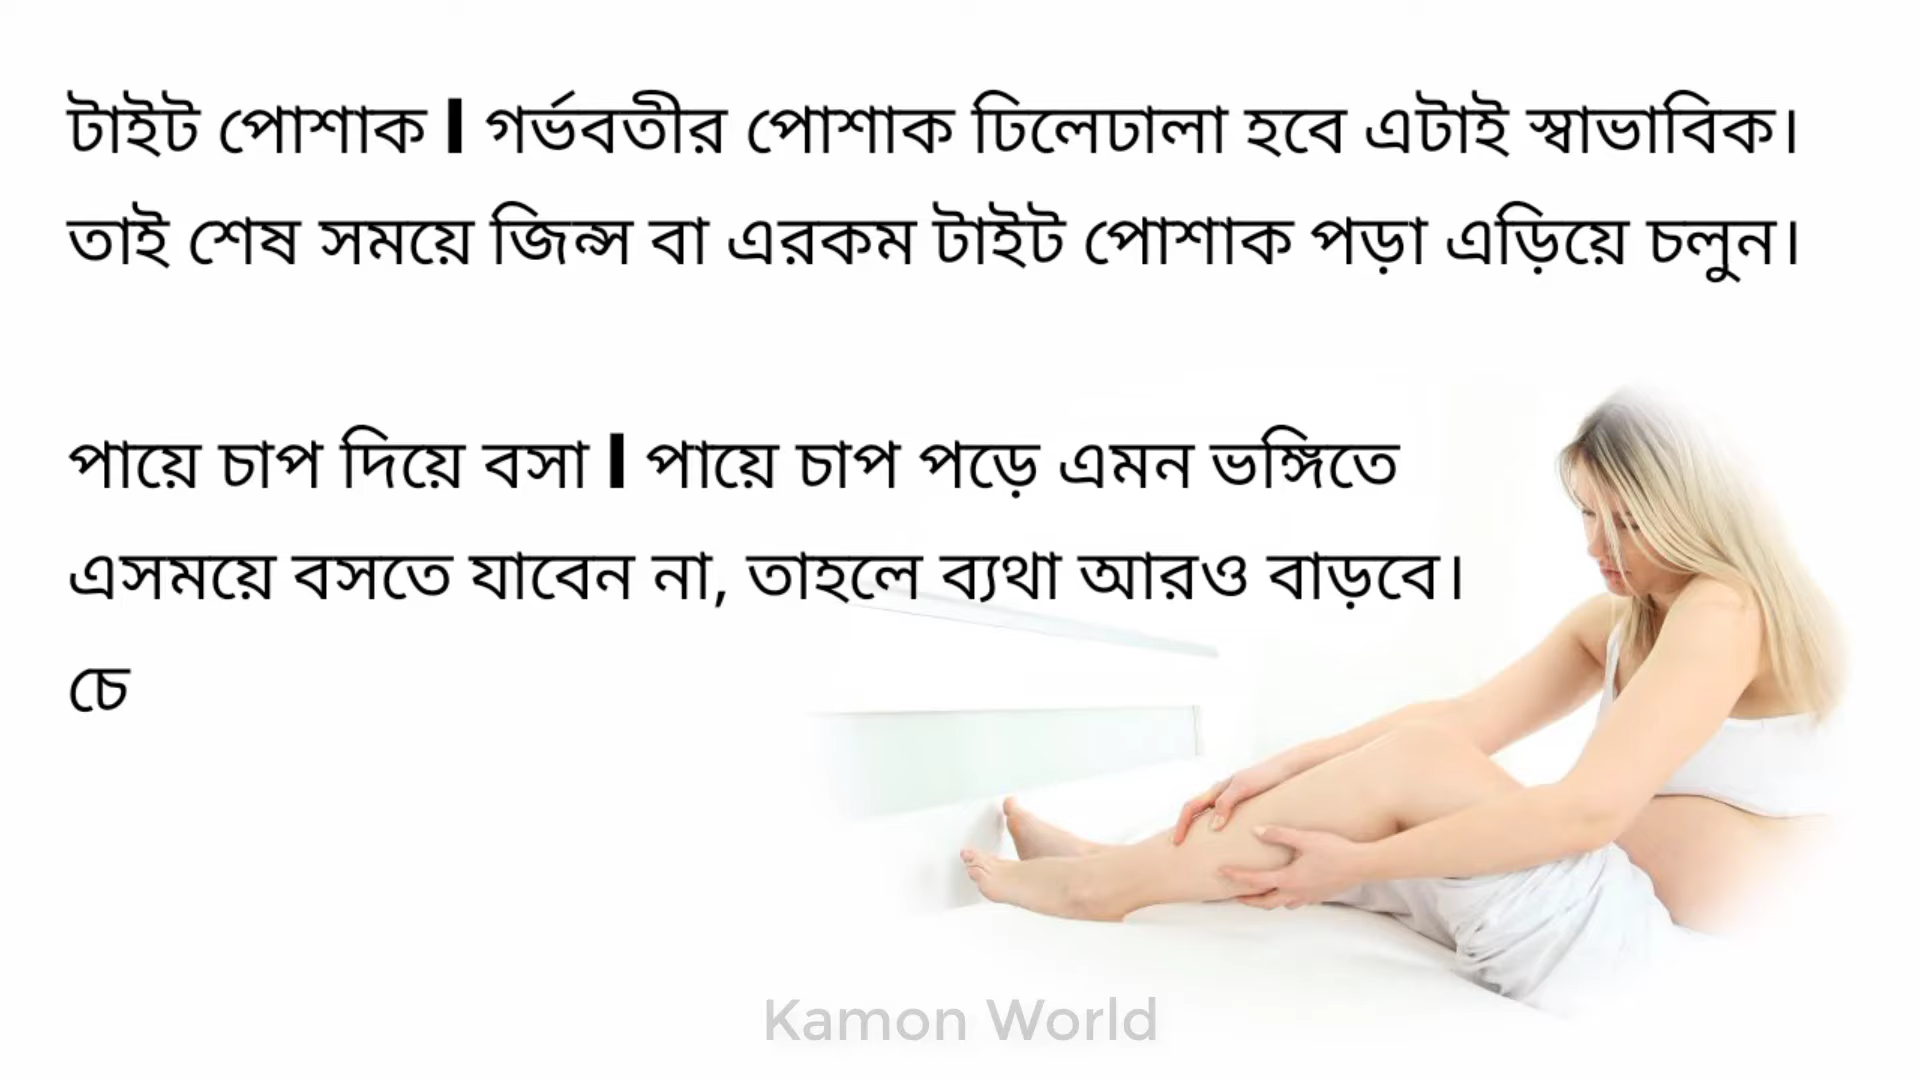 টাইট পোশাক। গর্ভবতীর পোশাক ঢিলেঢালা হবে এটাই স্বাভাবিক।
তাই শেষ সময়ে জিন্স বা এরকম টাইট পোশাক পড়া এড়িয়ে চলুন।
পায়ে চাপ দিয়ে বসা। পায়ে চাপ পড়ে এমন ভঙ্গিতে
এসময়ে বসতে যাবেন না, তাহলে ব্যথা আরও বাড়বে।
চে
Kamon World